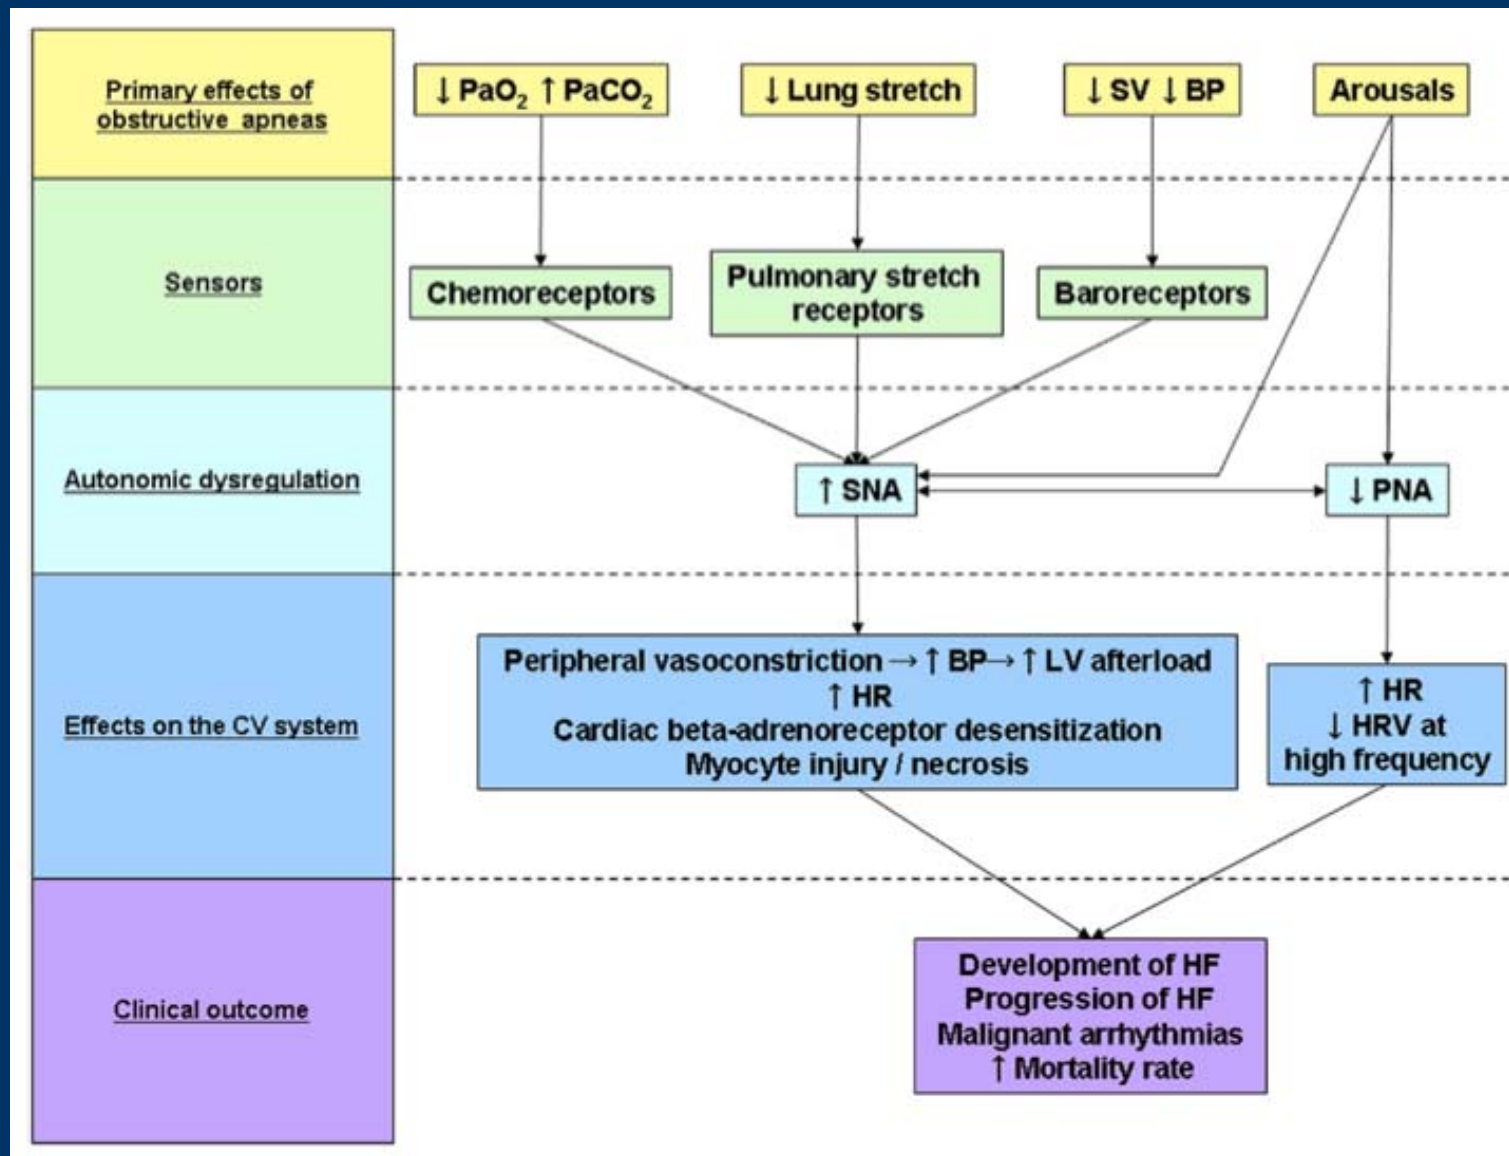 Primary effects of
obstructive apneas
↓ PaO₂ ↑ PaCO₂
↓ Lung stretch
↓ SV ↓ BP
Arousals
Sensors
Chemoreceptors
Pulmonary stretch
receptors
Baroreceptors
Autonomic dysregulation
↑ SNA
↓ PNA
Effects on the CV system
Peripheral vasoconstriction → ↑ BP→ ↑ LV afterload
↑ HR
Cardiac beta-adrenoreceptor desensitization
Myocyte injury / necrosis
↑ HR
↓ HRV at
high frequency
Clinical outcome
Development of HF
Progression of HF
Malignant arrhythmias
↑ Mortality rate